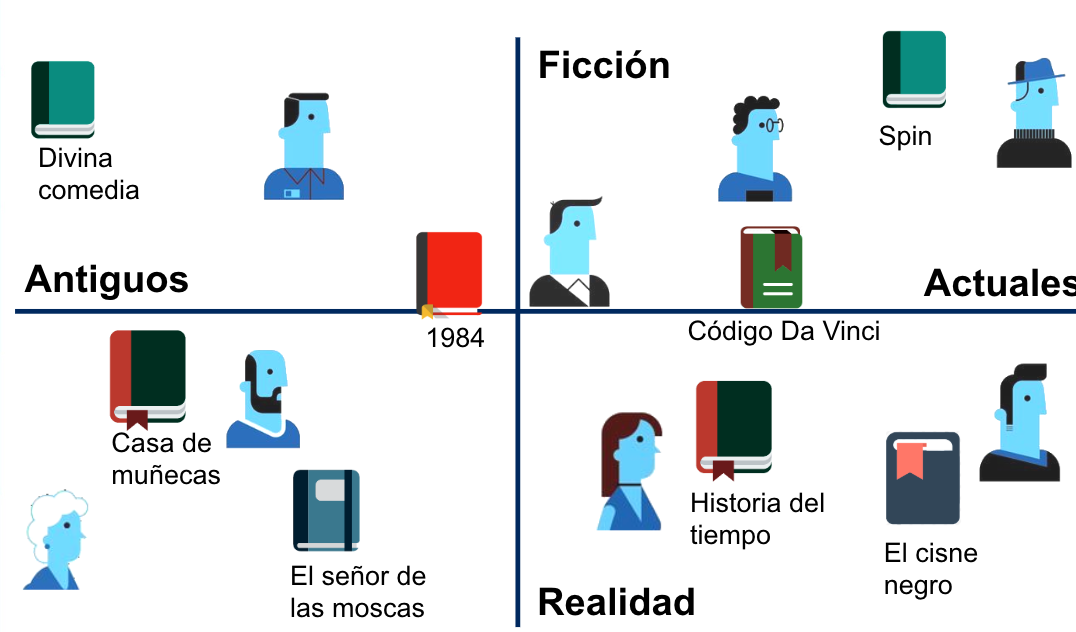 Ficción
Divina
comedia
Spin
Antiguos
Actuales
1984
Código Da Vinci
Casa de
muñecas
Historia del
tiempo
El cisne
negro
El señor de
las moscas
Realidad